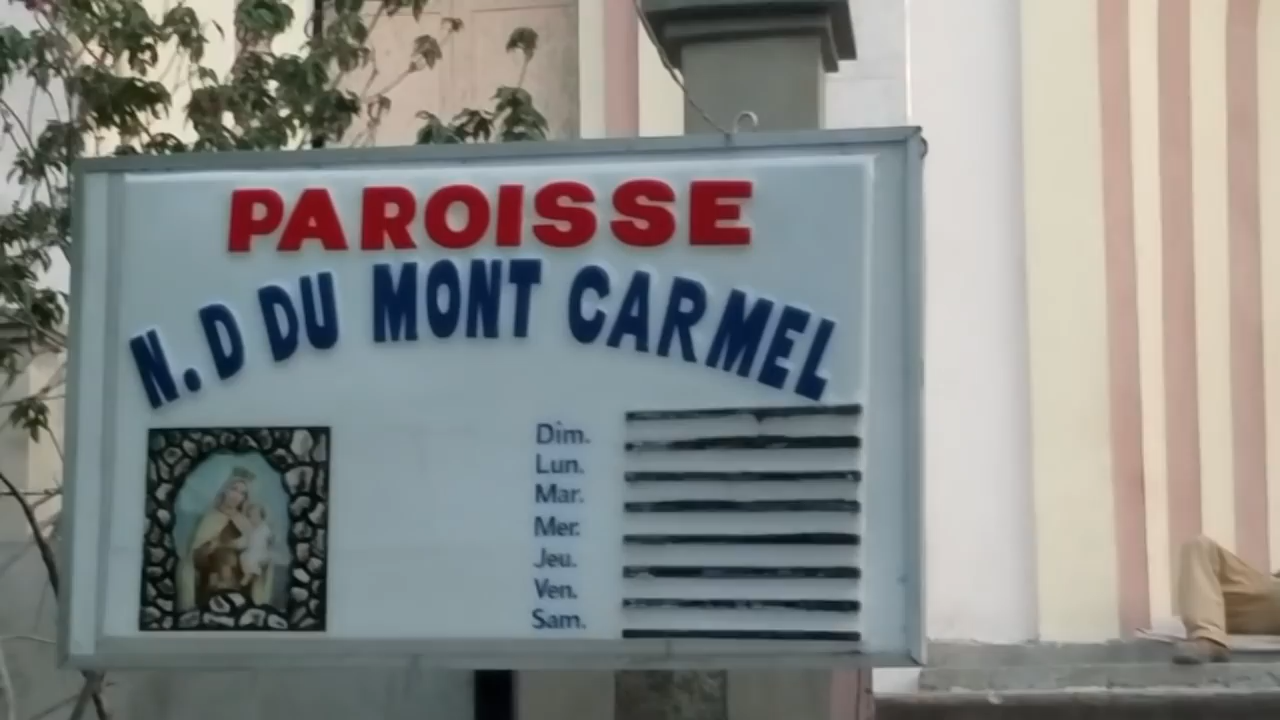 PAROISSE
N. D DU MONT CARMEL
Dim.
Lun.
Mar.
Mer.
Jeu.
Ven.
Sam.